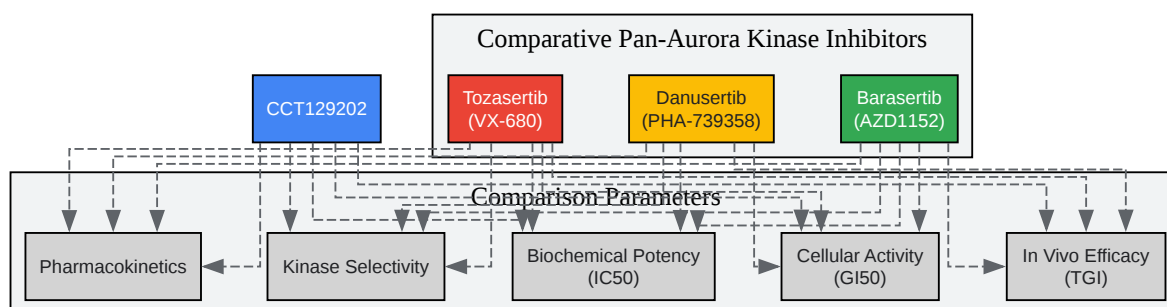 Comparative Pan-Aurora Kinase Inhibitors
CCT129202
Tozasertib
(VX-680)
Danusertib
(PHA-739358)
Barasertib
(AZD1152)
Comparison Parameters
Pharmacokinetics
Kinase Selectivity
Biochemical Potency
(IC50)
Cellular Activity
(GI50)
In Vivo Efficacy
(TGI)